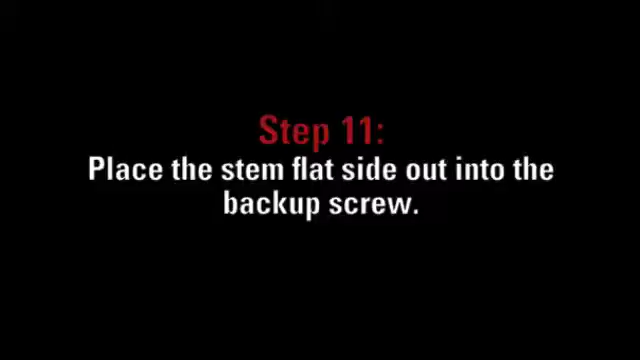 Step 11:
Place the stem flat side out into the
backup screw.